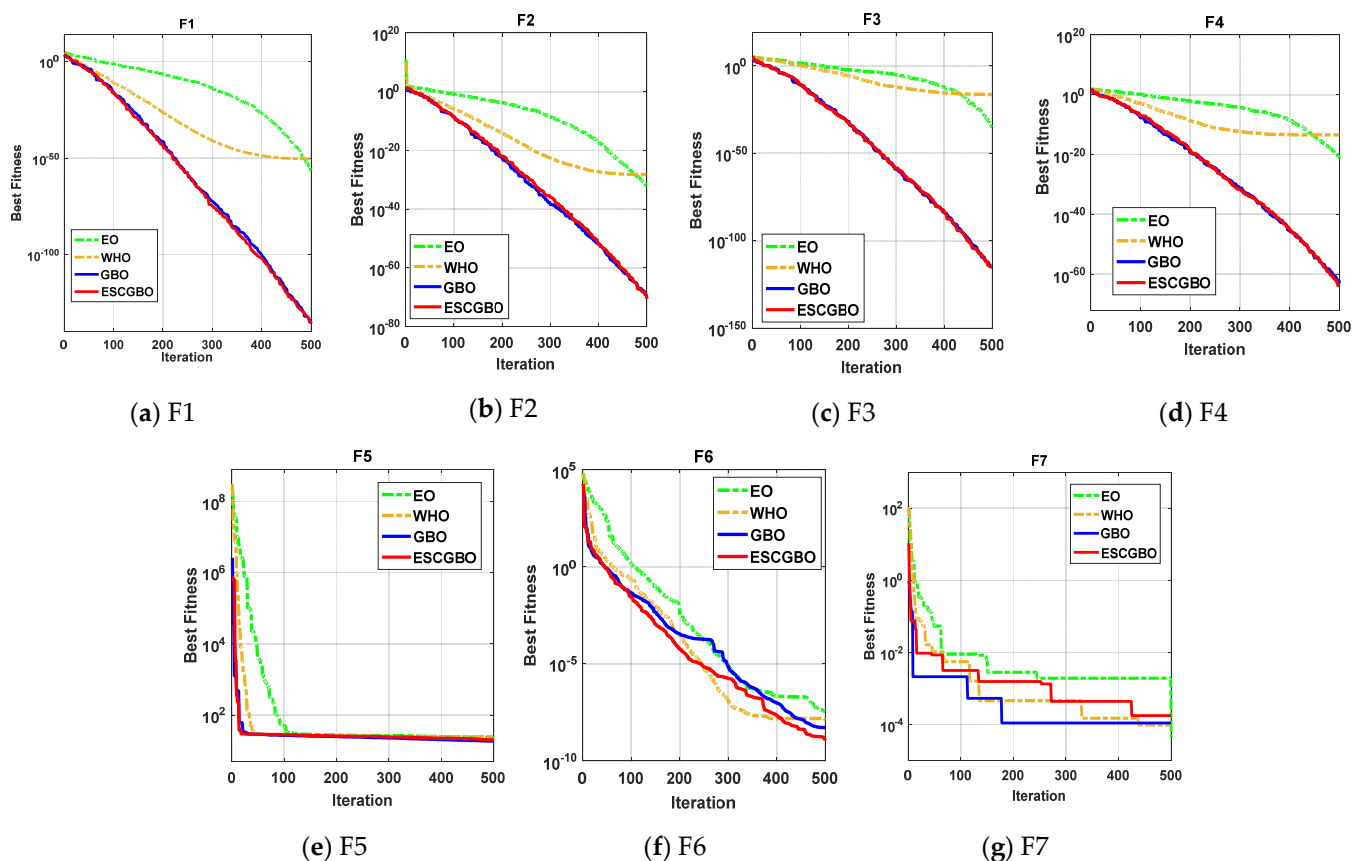 F1
Best Fitness
10^0
10^-50
10^-100
EO
WHO
GBO
ESCGBO
0 100 200 300 400 500
Iteration
(a) F1
F2
Best Fitness
10^20
10^0
10^-20
10^-40
10^-60
10^-80
EO
WHO
GBO
ESCGBO
0 100 200 300 400 500
Iteration
(b) F2
F3
Best Fitness
10^0
10^-50
10^-100
10^-150
EO
WHO
GBO
ESCGBO
0 100 200 300 400 500
Iteration
(c) F3
F4
Best Fitness
10^20
10^0
10^-20
10^-40
10^-60
EO
WHO
GBO
ESCGBO
0 100 200 300 400 500
Iteration
(d) F4
F5
Best Fitness
10^8
10^6
10^4
10^2
EO
WHO
GBO
ESCGBO
0 100 200 300 400 500
Iteration
(e) F5
F6
Best Fitness
10^5
10^0
10^-5
10^-10
EO
WHO
GBO
ESCGBO
0 100 200 300 400 500
Iteration
(f) F6
F7
Best Fitness
10^2
10^0
10^-2
10^-4
EO
WHO
GBO
ESCGBO
0 100 200 300 400 500
Iteration
(g) F7